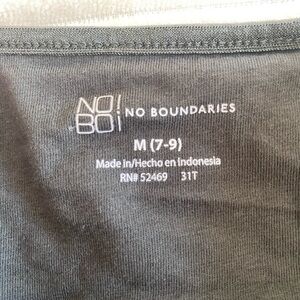 NO!
BO!
NO BOUNDARIES
M (7-9)
Made in/Hecho en Indonesia
RN# 52469 31T